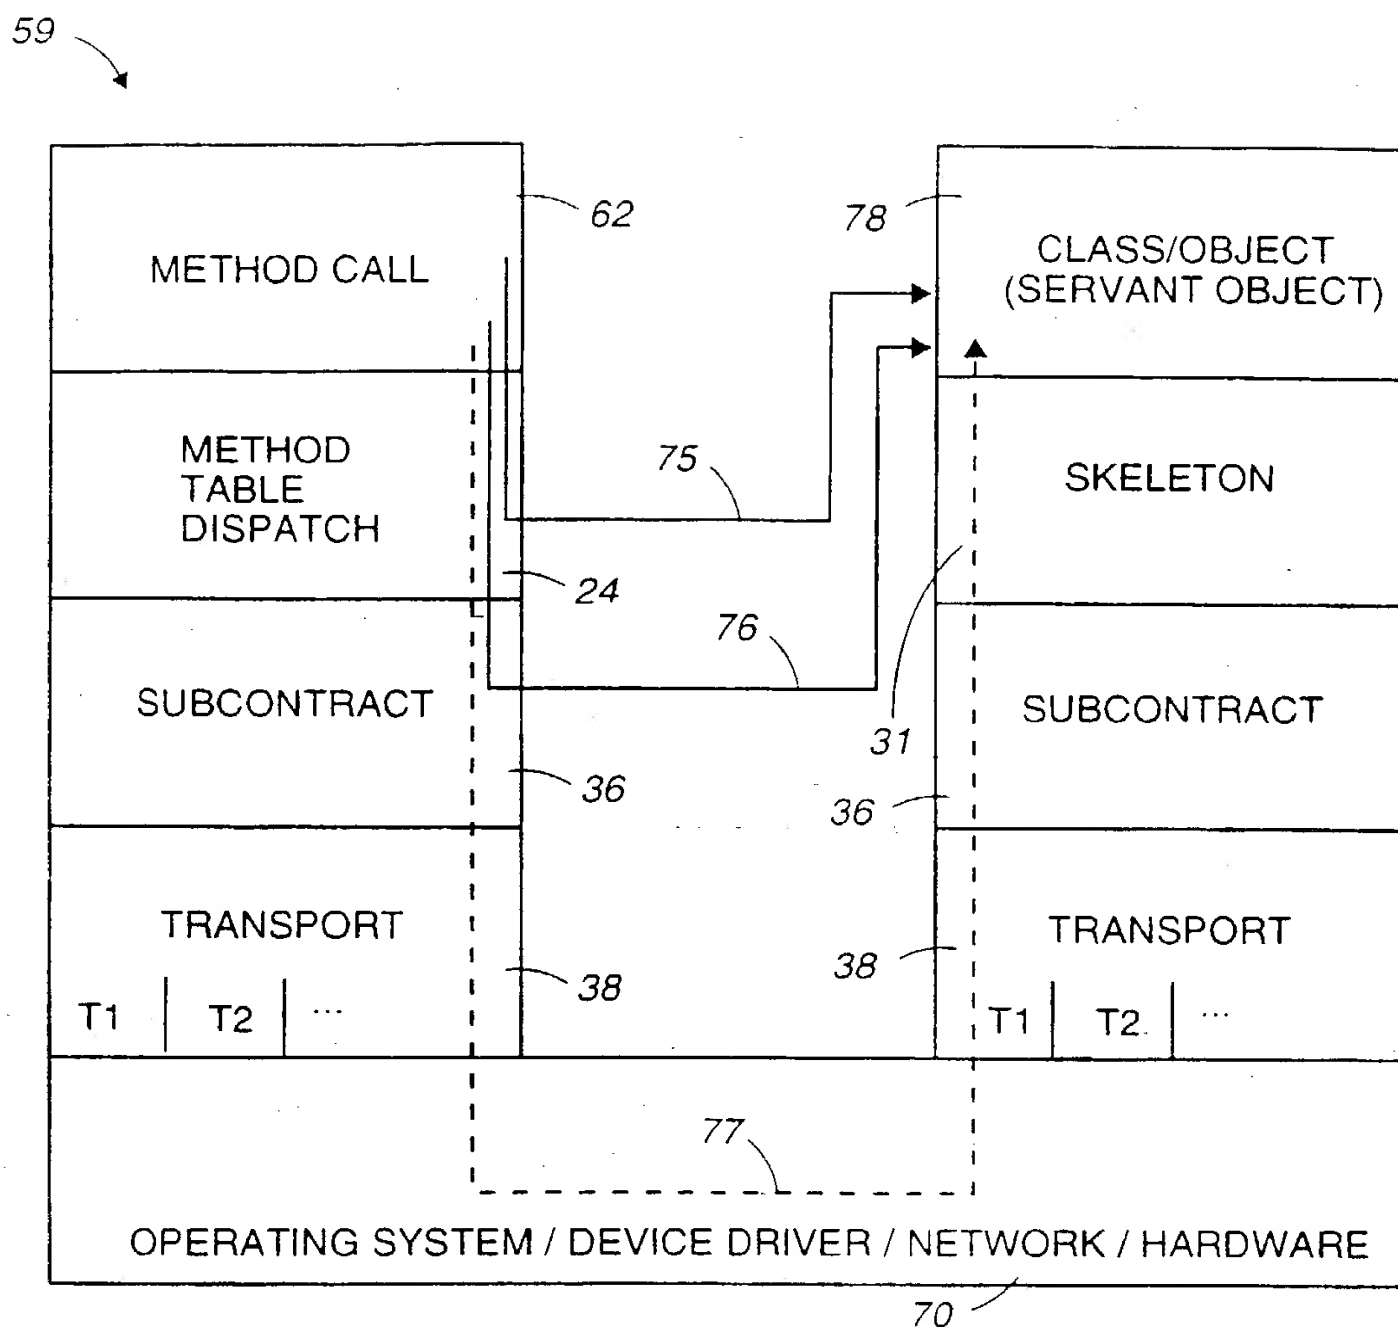 59
62
METHOD CALL
78
CLASS/OBJECT
(SERVANT OBJECT)
METHOD
TABLE
DISPATCH
75
SKELETON
24
76
SUBCONTRACT
31
SUBCONTRACT
36
36
TRANSPORT
38
38
TRANSPORT
T1
T2
...
T1
T2
...
77
OPERATING SYSTEM / DEVICE DRIVER / NETWORK / HARDWARE
70